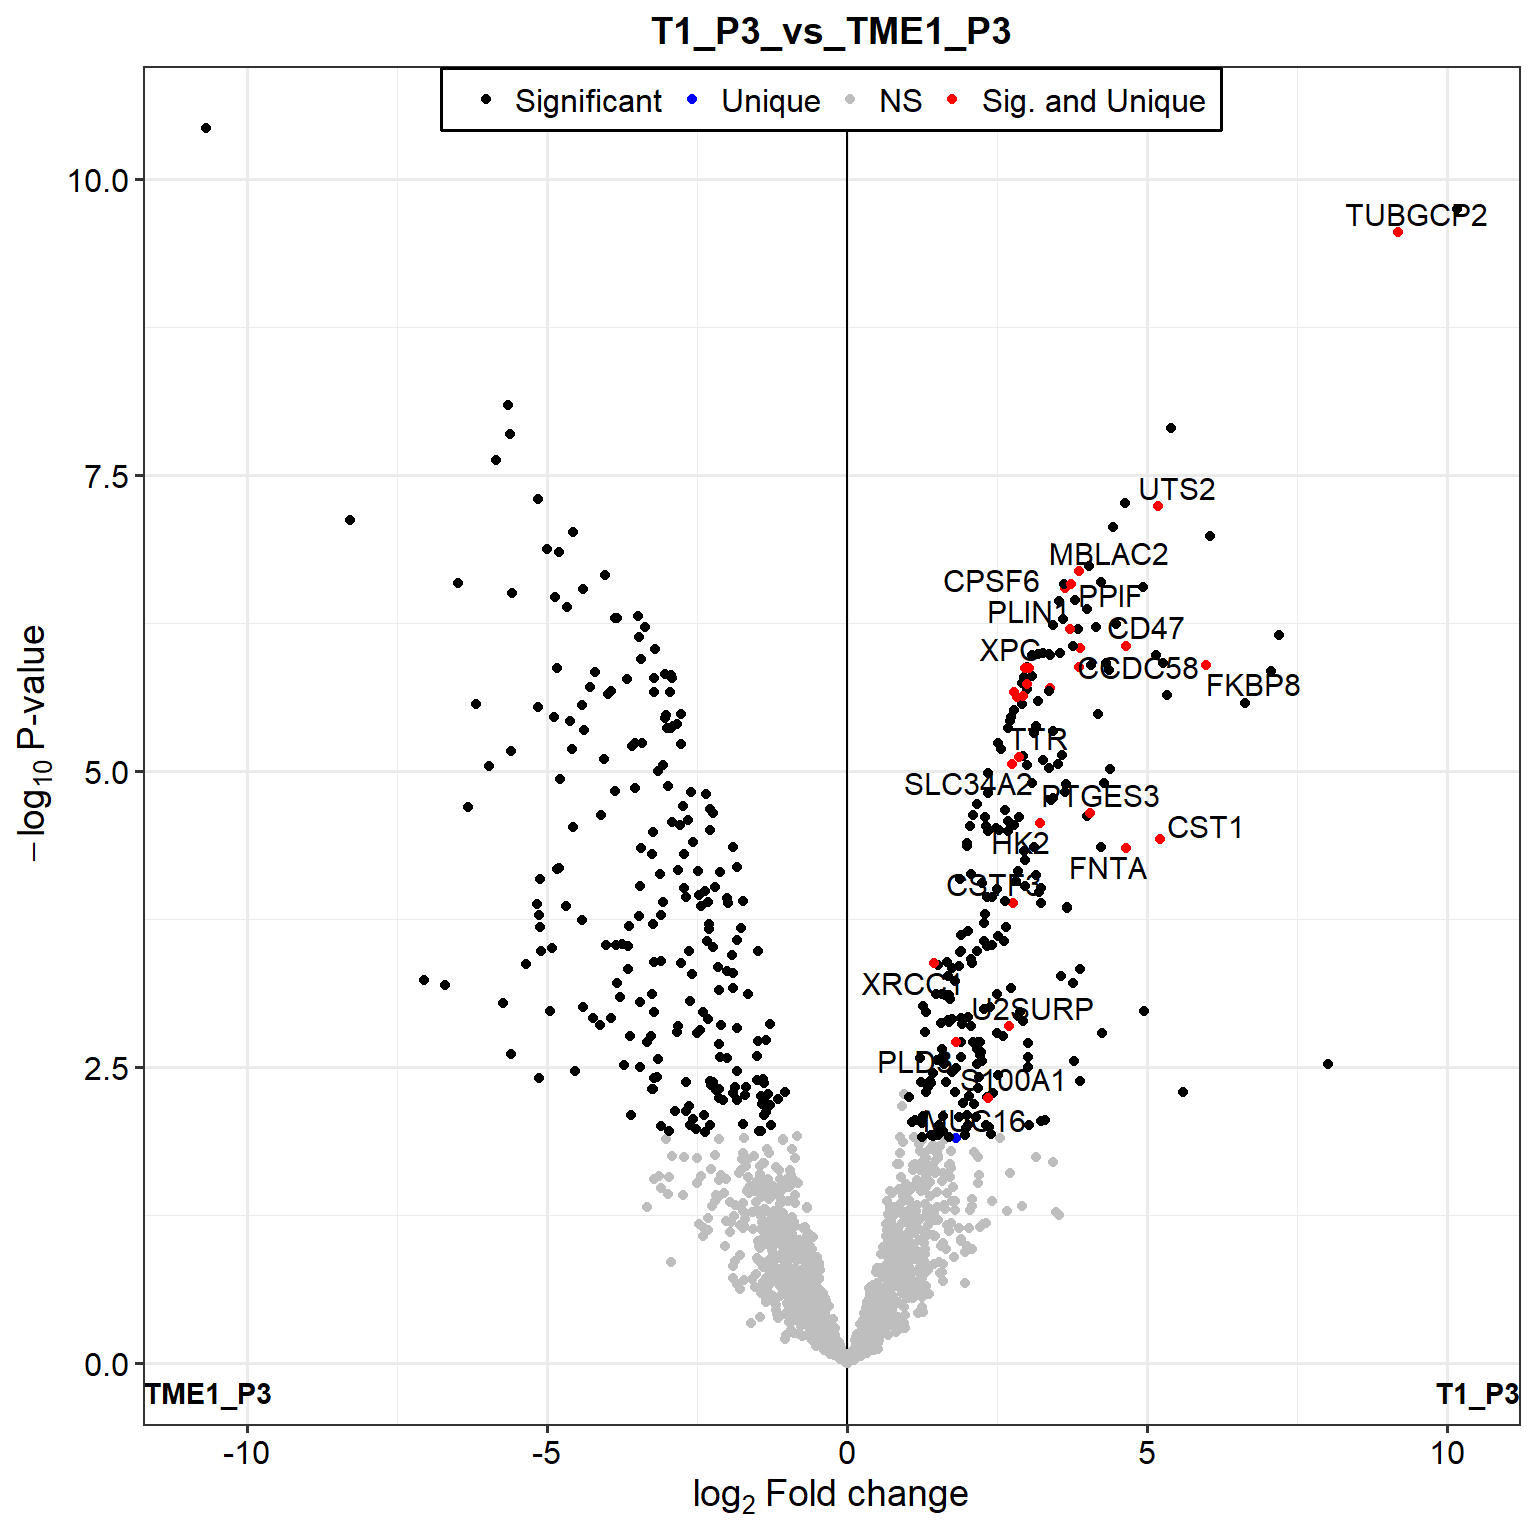 T1_P3_vs_TME1_P3
Significant Unique NS Sig. and Unique
10.0
7.5
5.0
2.5
0.0
−log10 P-value
TUBGCP2
UTS2
MBLAC2
CPSF6
PPIF
PLIN1
CD47
XPC
CCDC58
FKBP8
TTR
SLC34A2
PTGES3
CST1
HK2
FNTA
CSTF3
XRCC1
U2SURP
S100A1
MUC16
TME1_P3
T1_P3
-10 -5 0 5 10
log2 Fold change